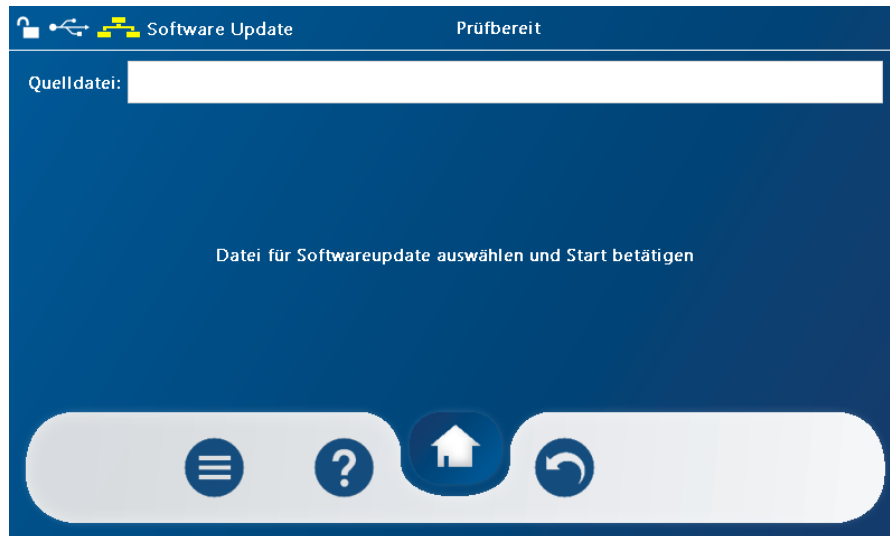 Software Update Prüfbereit
Quelldatei:
Datei für Softwareupdate auswählen und Start betätigen
?